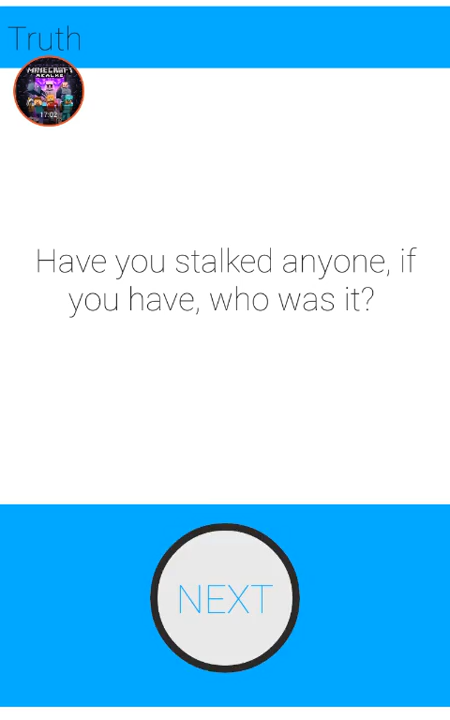 Truth
MINECRAFT
REALMS
17:02
Have you stalked anyone, if
you have, who was it?
NEXT